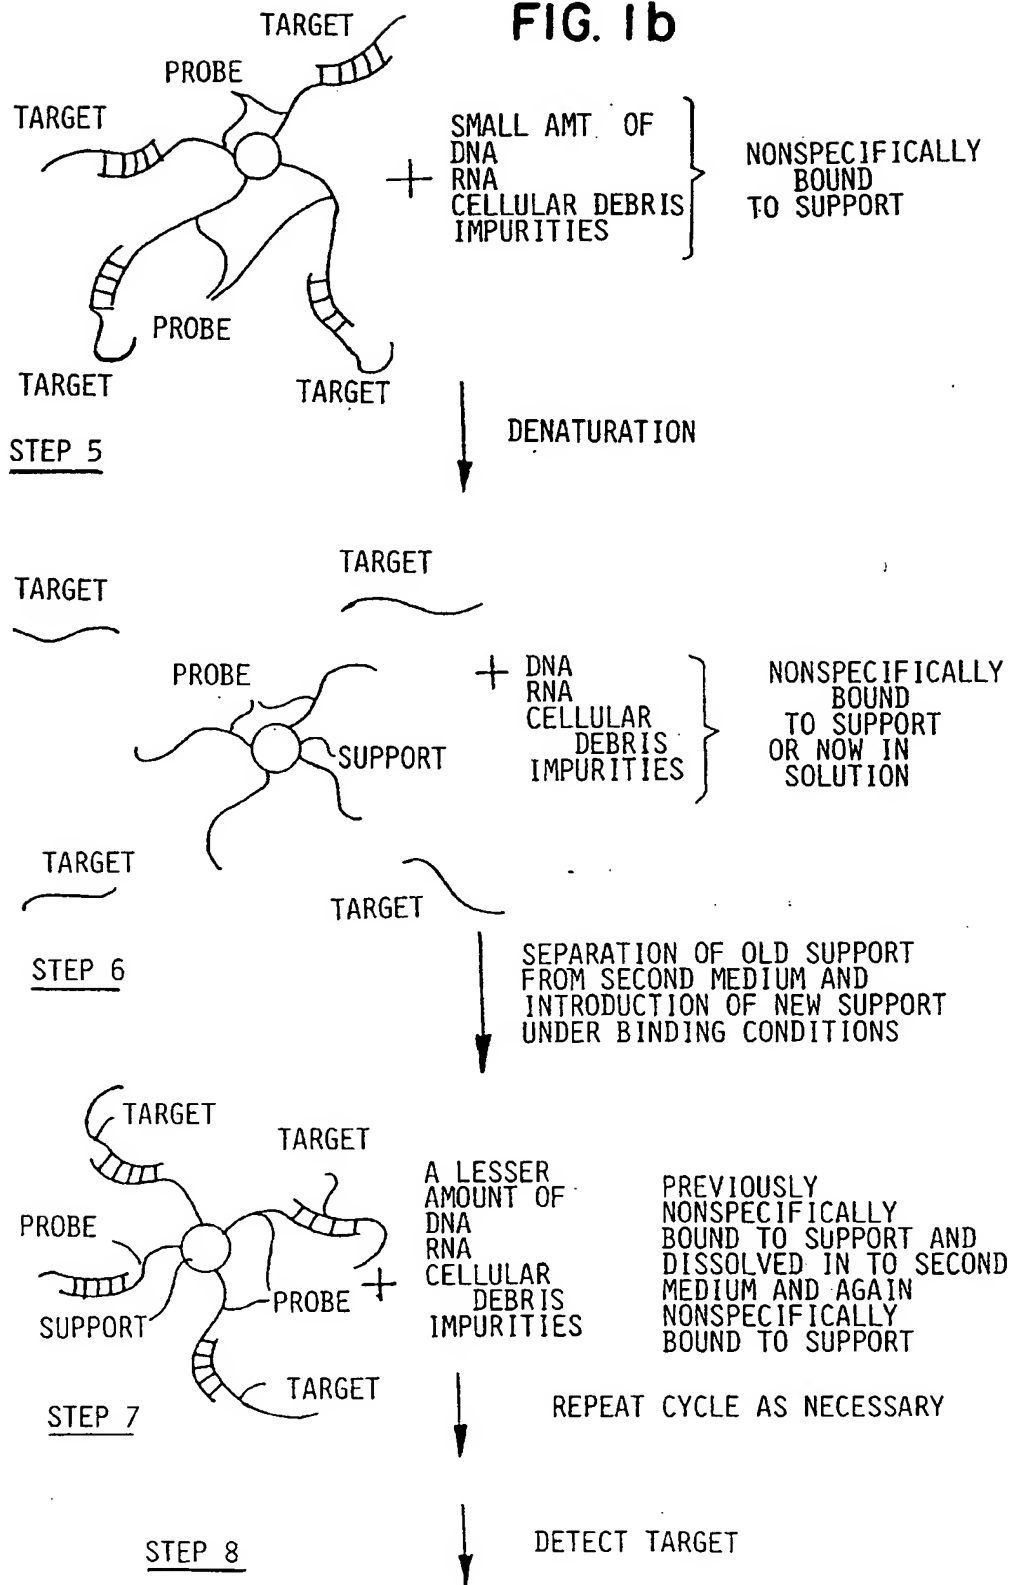 FIG. 1b
TARGET
PROBE
TARGET
SMALL AMT. OF
DNA
RNA
CELLULAR DEBRIS
IMPURITIES
NONSPECIFICALLY
BOUND
TO SUPPORT
PROBE
TARGET
TARGET
STEP 5
DENATURATION
TARGET
TARGET
PROBE
SUPPORT
+ DNA
RNA
CELLULAR
DEBRIS
IMPURITIES
NONSPECIFICALLY
BOUND
TO SUPPORT
OR NOW IN
SOLUTION
TARGET
TARGET
STEP 6
SEPARATION OF OLD SUPPORT
FROM SECOND MEDIUM AND
INTRODUCTION OF NEW SUPPORT
UNDER BINDING CONDITIONS
TARGET
TARGET
PROBE
SUPPORT
PROBE
+
A LESSER
AMOUNT OF
DNA
RNA
CELLULAR
DEBRIS
IMPURITIES
PREVIOUSLY
NONSPECIFICALLY
BOUND TO SUPPORT AND
DISSOLVED IN TO SECOND
MEDIUM AND AGAIN
NONSPECIFICALLY
BOUND TO SUPPORT
TARGET
STEP 7
REPEAT CYCLE AS NECESSARY
STEP 8
DETECT TARGET